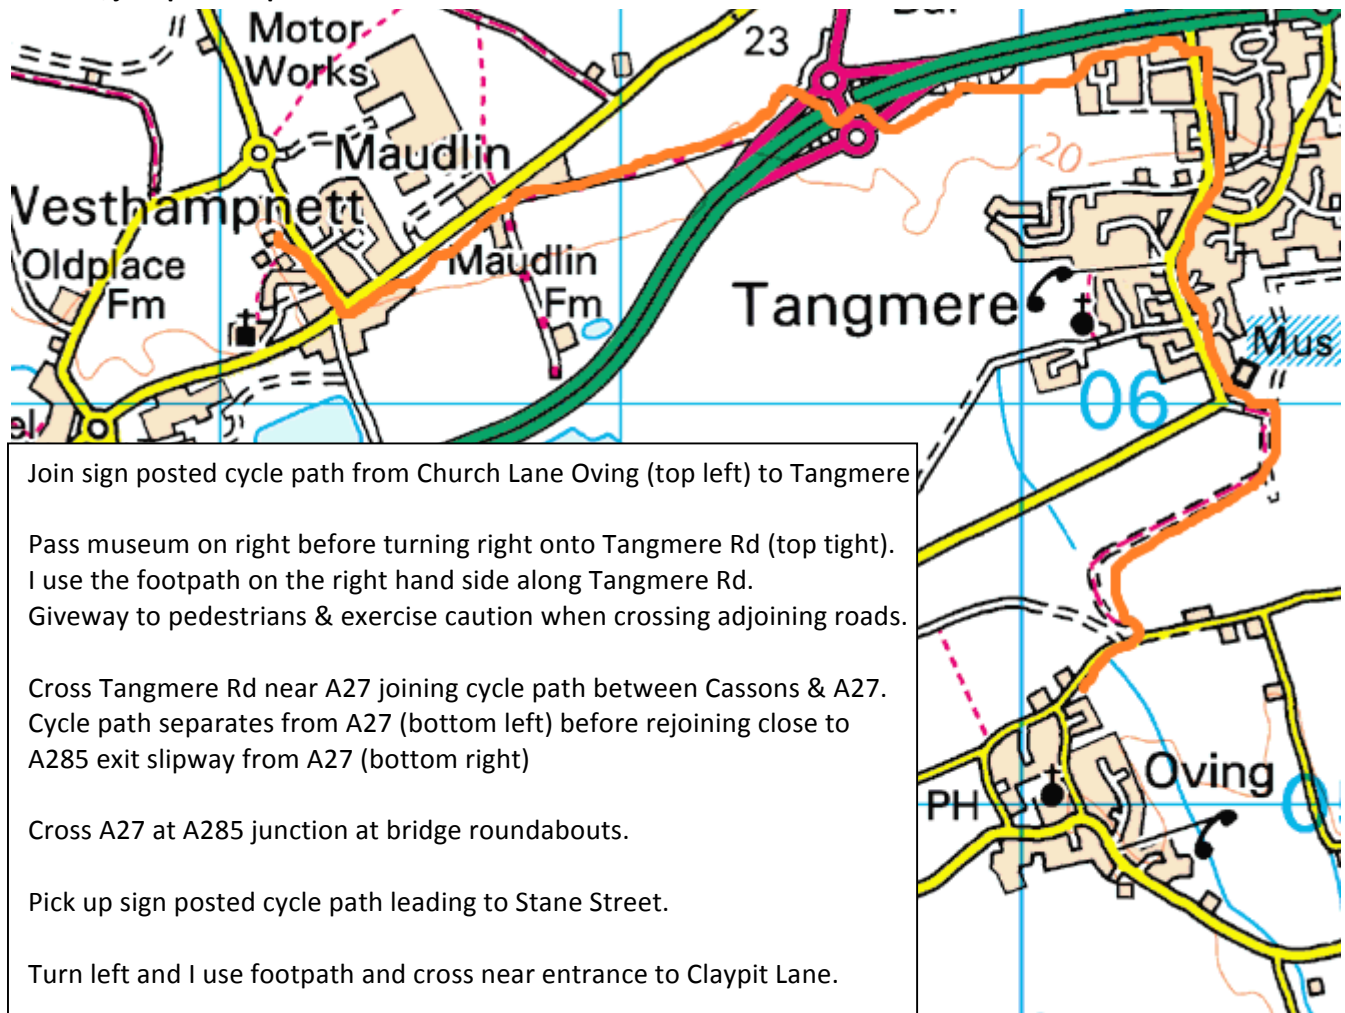 Motor
Works
23
Maudlin
Westhampnett
Oldplace
Fm
Maudlin
Fm
20
Tangmere
Mus
06
Join sign posted cycle path from Church Lane Oving (top left) to Tangmere
Pass museum on right before turning right onto Tangmere Rd (top tight).
I use the footpath on the right hand side along Tangmere Rd.
Giveway to pedestrians & exercise caution when crossing adjoining roads.
Cross Tangmere Rd near A27 joining cycle path between Cassons & A27.
Cycle path separates from A27 (bottom left) before rejoining close to
A285 exit slipway from A27 (bottom right)
Cross A27 at A285 junction at bridge roundabouts.
Pick up sign posted cycle path leading to Stane Street.
Turn left and I use footpath and cross near entrance to Claypit Lane.
Oving
PH